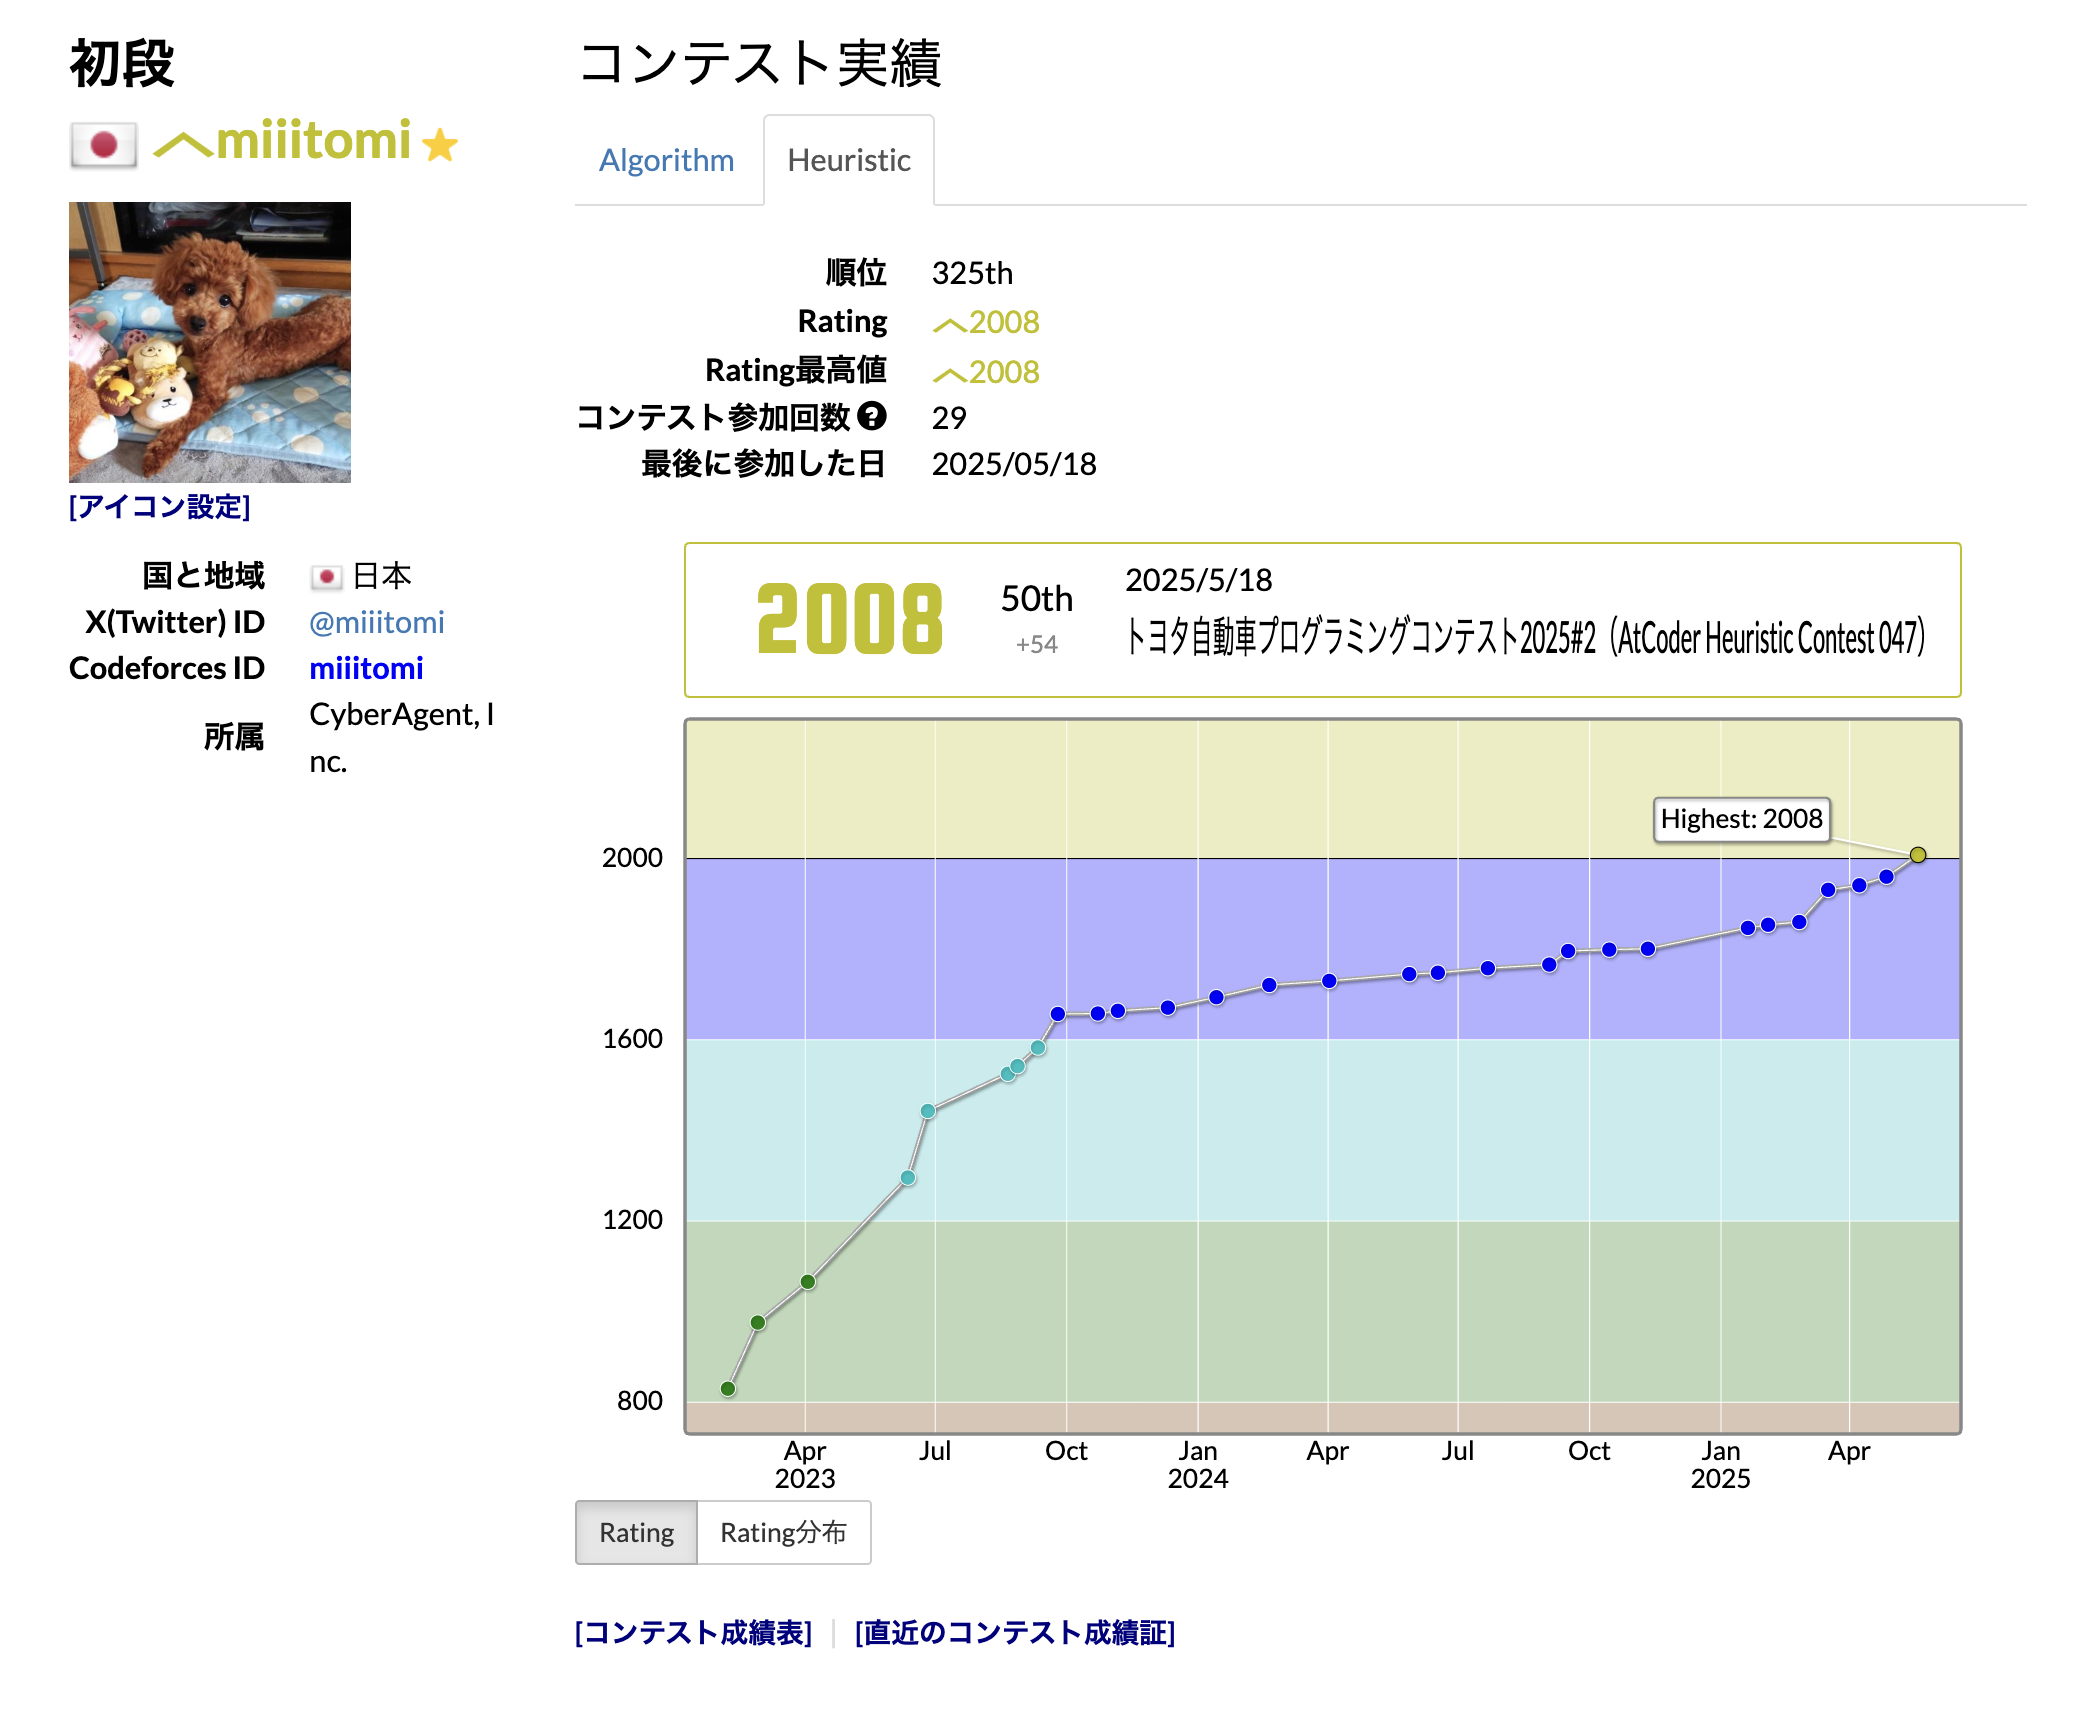 初段
miiitomi
[アイコン設定]
国と地域 日本
X(Twitter) ID @miiitomi
Codeforces ID miiitomi
所属 CyberAgent, I
nc.
コンテスト実績
Algorithm Heuristic
順位 325th
Rating 2008
Rating最高値 2008
コンテスト参加回数 ? 29
最後に参加した日 2025/05/18
2008 50th +54
2025/5/18
トヨタ自動車プログラミングコンテスト2025#2（AtCoder Heuristic Contest 047）
Highest: 2008
2000
1600
1200
800
Apr Jul Oct Jan Apr Jul Oct Jan Apr
2023 2024 2025
Rating Rating分布
[コンテスト成績表] [直近のコンテスト成績証]